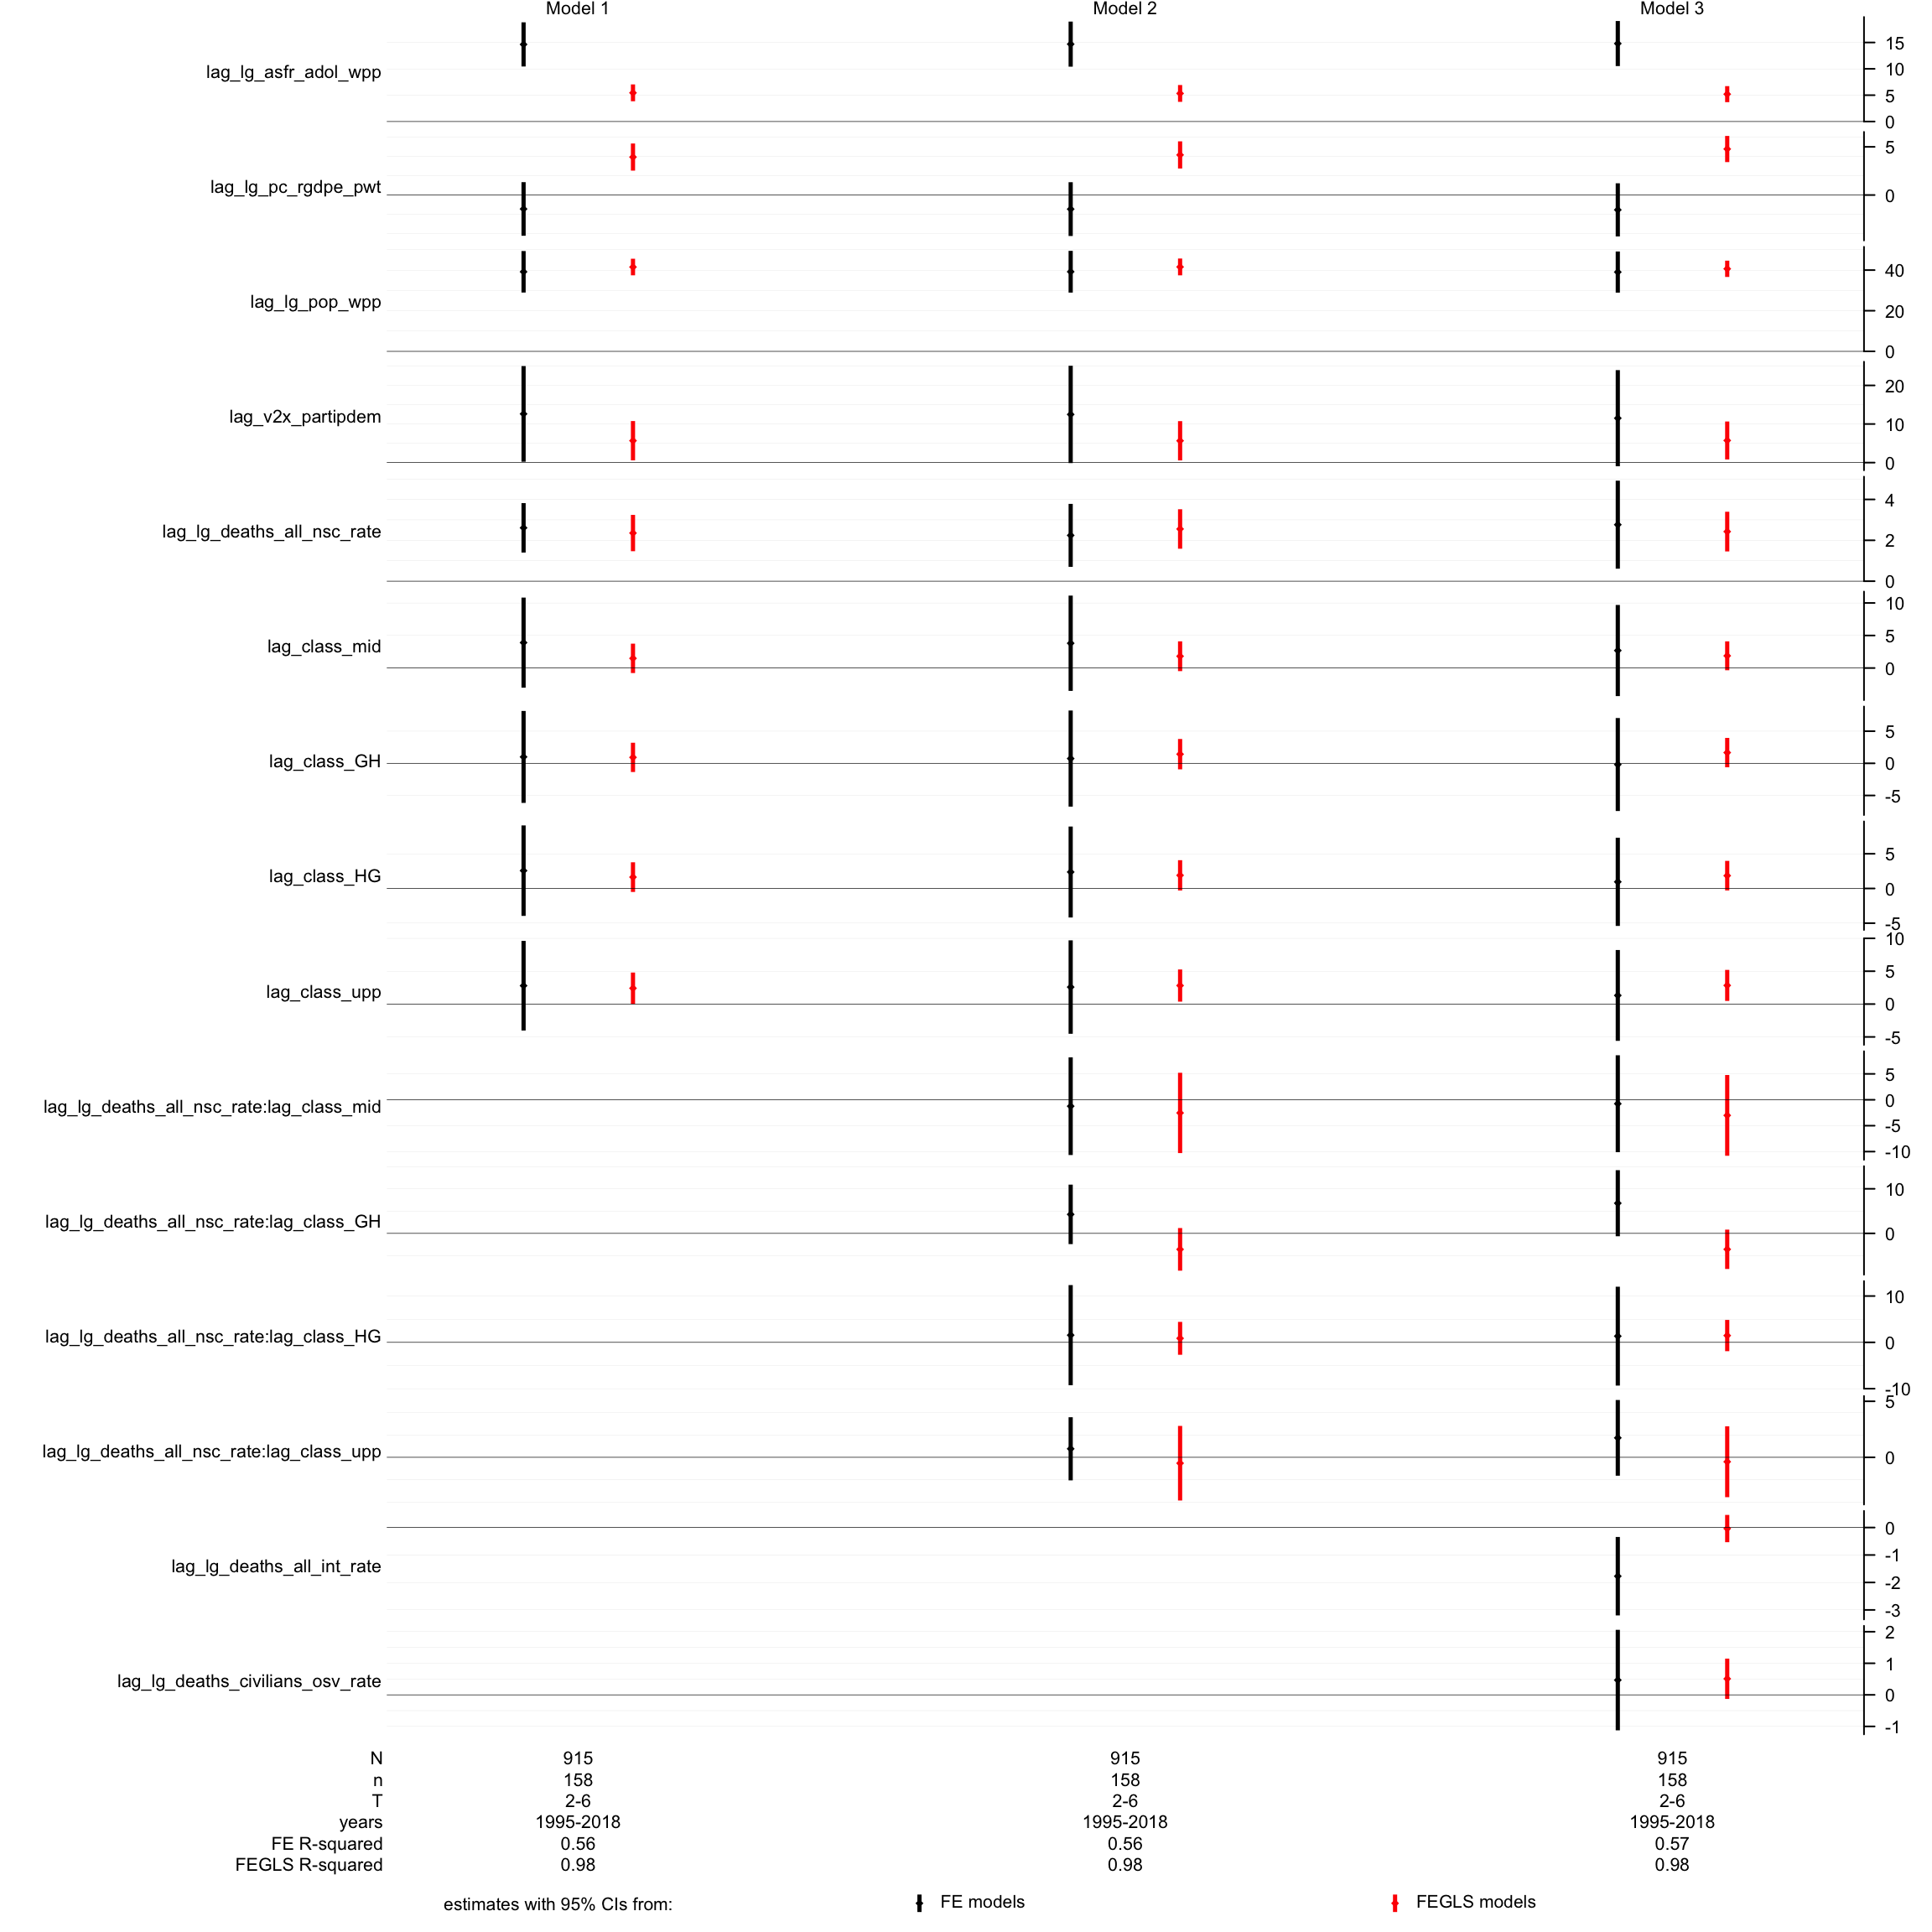 Model 1 Model 2 Model 3
lag_lg_asfr_adol_wpp 15 10 5 0
lag_lg_pc_rgdpe_pwt 5 0
lag_lg_pop_wpp 40 20 0
lag_v2x_partipdem 20 10 0
lag_lg_deaths_all_nsc_rate 4 2 0
lag_class_mid 10 5 0
lag_class_GH 5 0 -5
lag_class_HG 5 0 -5
lag_class_upp 10 5 0 -5
lag_lg_deaths_all_nsc_rate:lag_class_mid 5 0 -5 -10
lag_lg_deaths_all_nsc_rate:lag_class_GH 10 0
lag_lg_deaths_all_nsc_rate:lag_class_HG 10 0 -10
lag_lg_deaths_all_nsc_rate:lag_class_upp 5 0
lag_lg_deaths_all_int_rate 0 -1 -2 -3
lag_lg_deaths_civilians_osv_rate 2 1 0 -1
N 915 915 915
n 158 158 158
T 2-6 2-6 2-6
years 1995-2018 1995-2018 1995-2018
FE R-squared 0.56 0.56 0.57
FEGLS R-squared 0.98 0.98 0.98
estimates with 95% CIs from: FE models FEGLS models